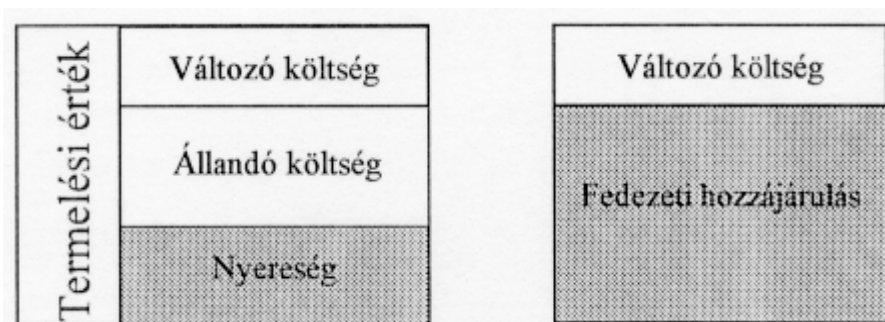 Termelési érték
Változó költség
Állandó költség
Nyereség
Változó költség
Fedezeti hozzájárulás